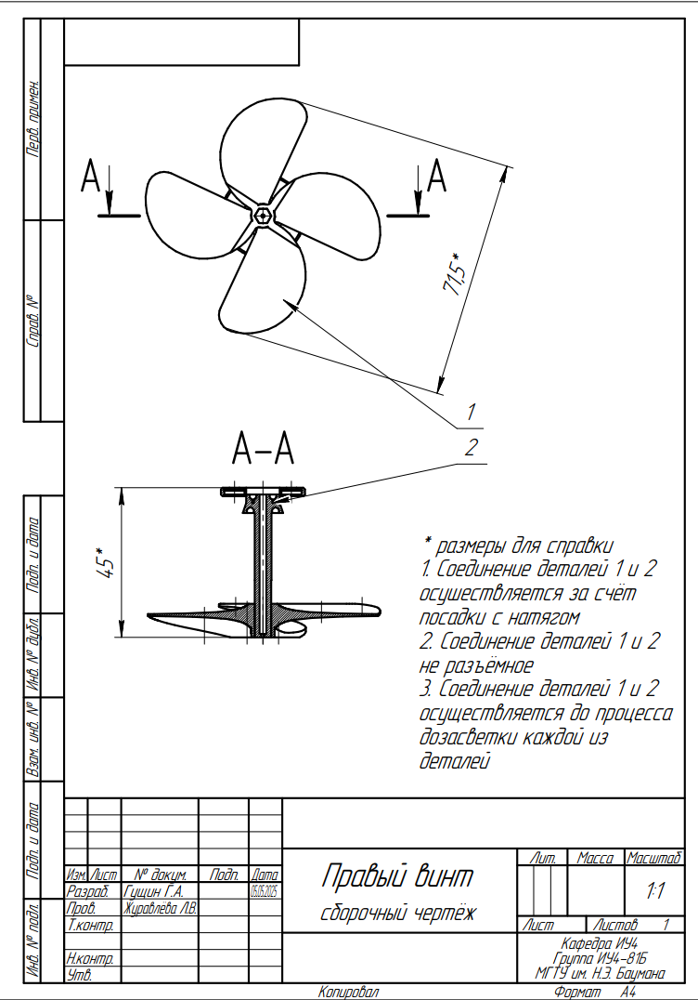 Перв. примен.
Справ. №
Подп. и дата
Инв. № дубл.
Взам. инв. №
Подп. и дата
Инв. № подл.
А
А
71,5*
1
А-А
2
45*
* размеры для справки
1. Соединение деталей 1 и 2
осуществляется за счёт
посадки с натягом
2. Соединение деталей 1 и 2
не разъёмное
3. Соединение деталей 1 и 2
осуществляется до процесса
дозасветки каждой из
деталей
Изм. Лист № докум. Подп. Дата
Разраб. Гущин Г.А. 05.05.2025
Пров. Журавлёва Л.В.
Т.контр.
Н.контр.
Утв.
Правый винт
сборочный чертёж
Лит. Масса Масштаб
1:1
Лист Листов 1
Кафедра ИУ4
Группа ИУ4-81Б
МГТУ им. Н.Э. Баумана
Копировал Формат А4